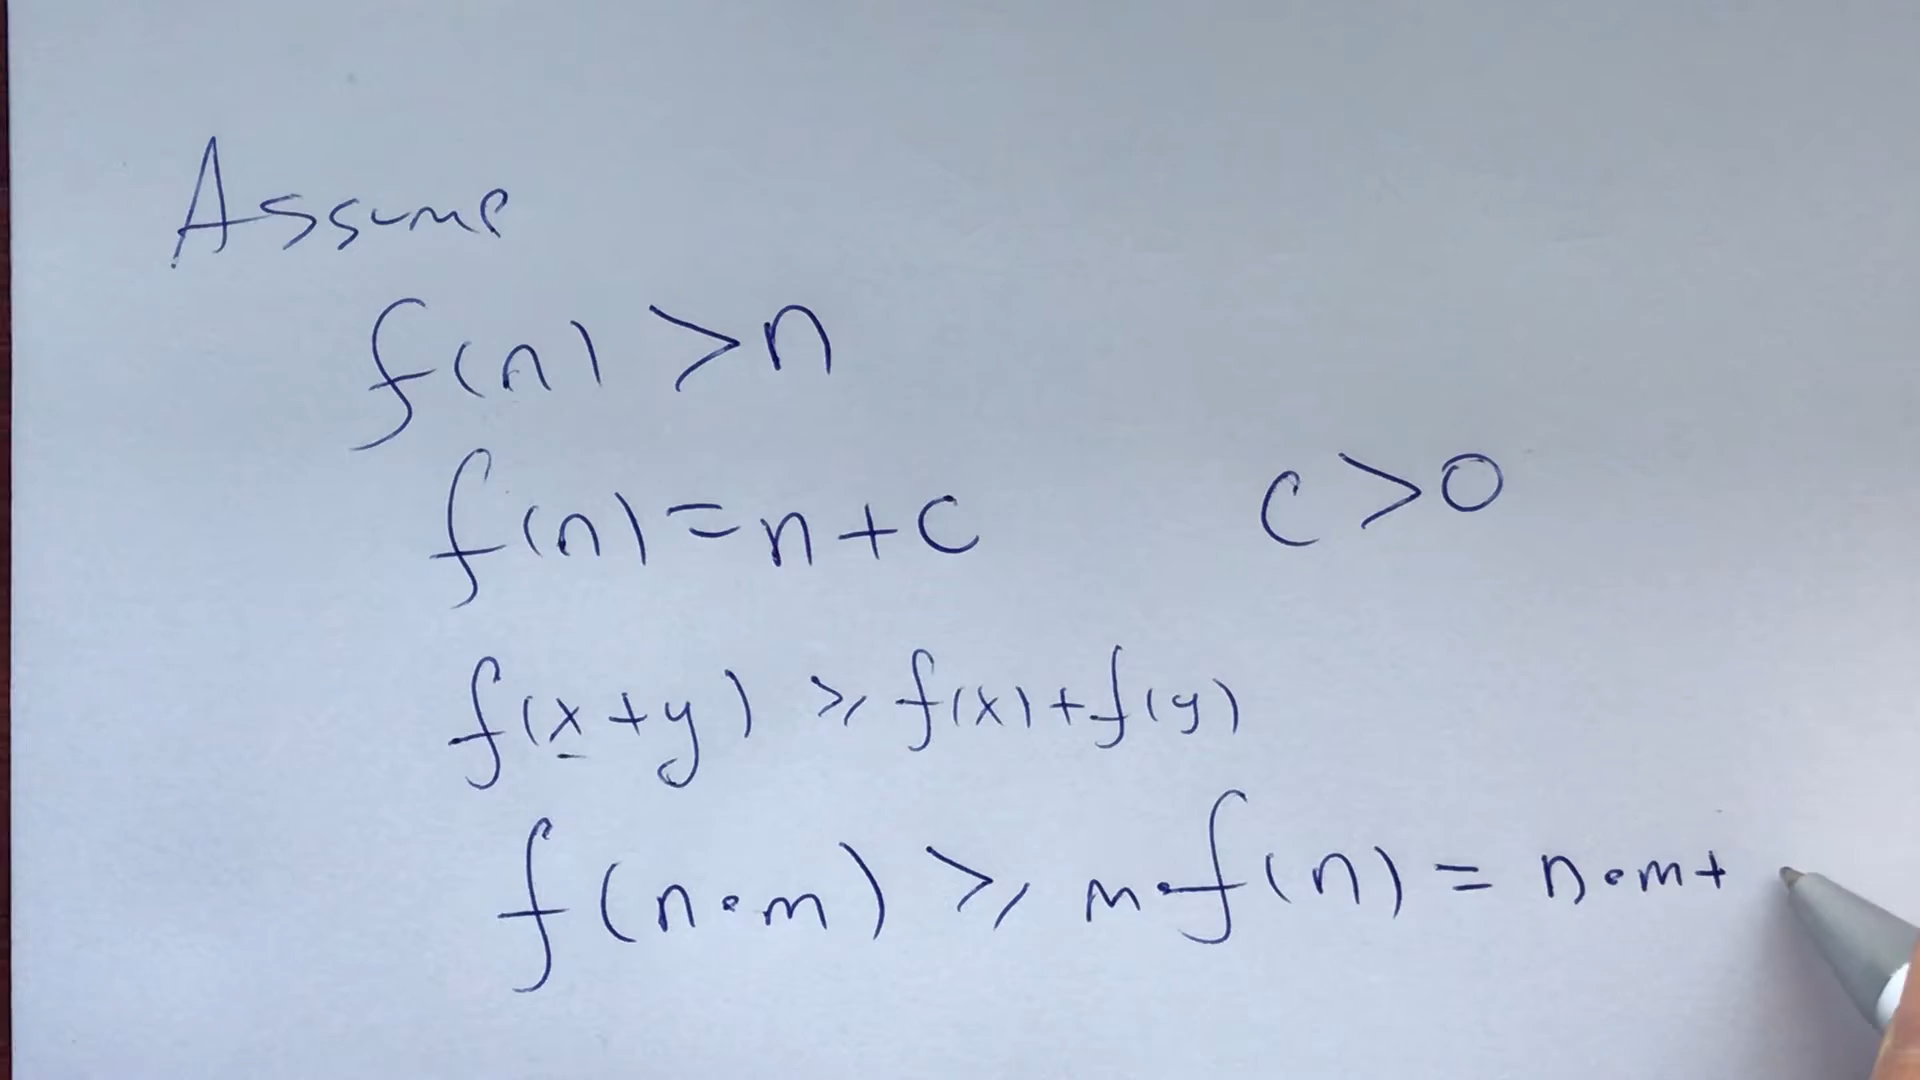 Assume
f(n) > n
f(n) = n + c c > 0
f(x + y) ⩾ f(x) + f(y)
f(n · m) ⩾ m · f(n) = n · m +